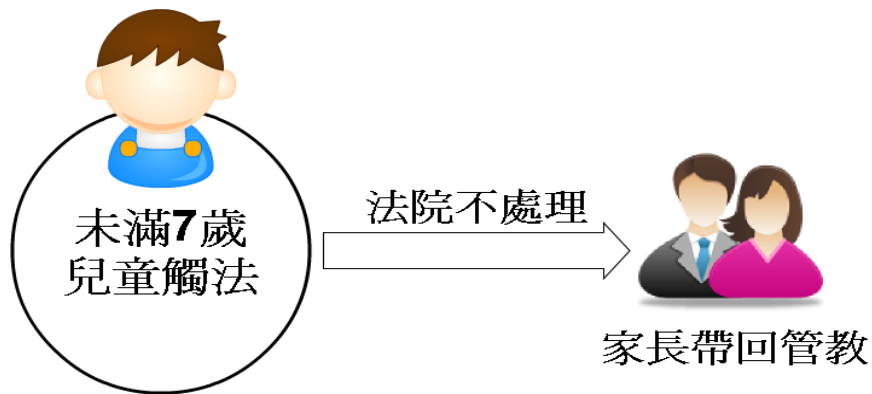 未滿7歲
兒童觸法
法院不處理
家長帶回管教